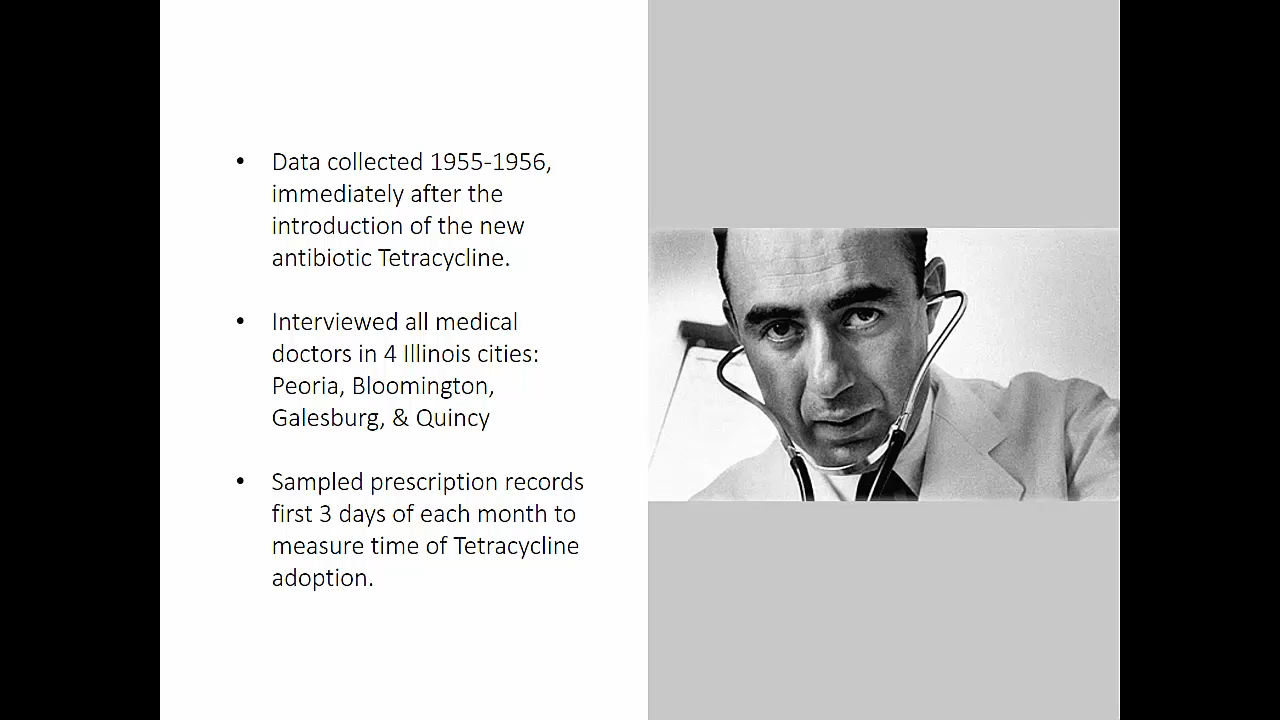 • Data collected 1955-1956,
immediately after the
introduction of the new
antibiotic Tetracycline.
• Interviewed all medical
doctors in 4 Illinois cities:
Peoria, Bloomington,
Galesburg, & Quincy
• Sampled prescription records
first 3 days of each month to
measure time of Tetracycline
adoption.